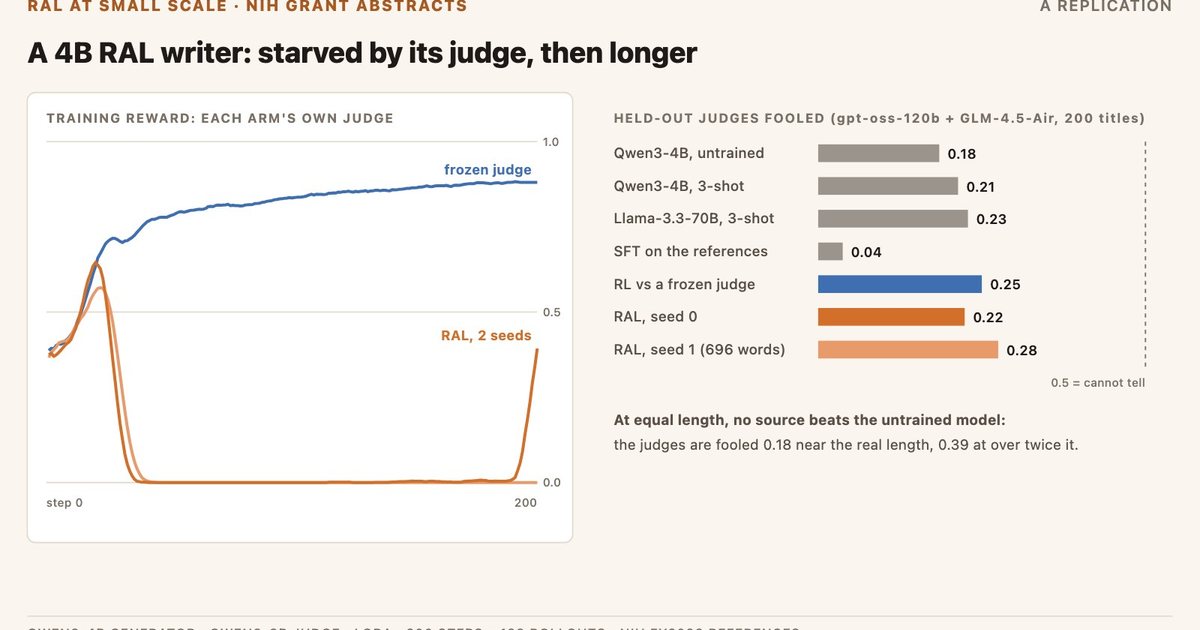 RAL AT SMALL SCALE · NIH GRANT ABSTRACTS
A REPLICATION
A 4B RAL writer: starved by its judge, then longer
TRAINING REWARD: EACH ARM'S OWN JUDGE
1.0
frozen judge
0.5
RAL, 2 seeds
0.0
step 0
200
HELD-OUT JUDGES FOOLED (gpt-oss-120b + GLM-4.5-Air, 200 titles)
Qwen3-4B, untrained 0.18
Qwen3-4B, 3-shot 0.21
Llama-3.3-70B, 3-shot 0.23
SFT on the references 0.04
RL vs a frozen judge 0.25
RAL, seed 0 0.22
RAL, seed 1 (696 words) 0.28
0.5 = cannot tell
At equal length, no source beats the untrained model:
the judges are fooled 0.18 near the real length, 0.39 at over twice it.